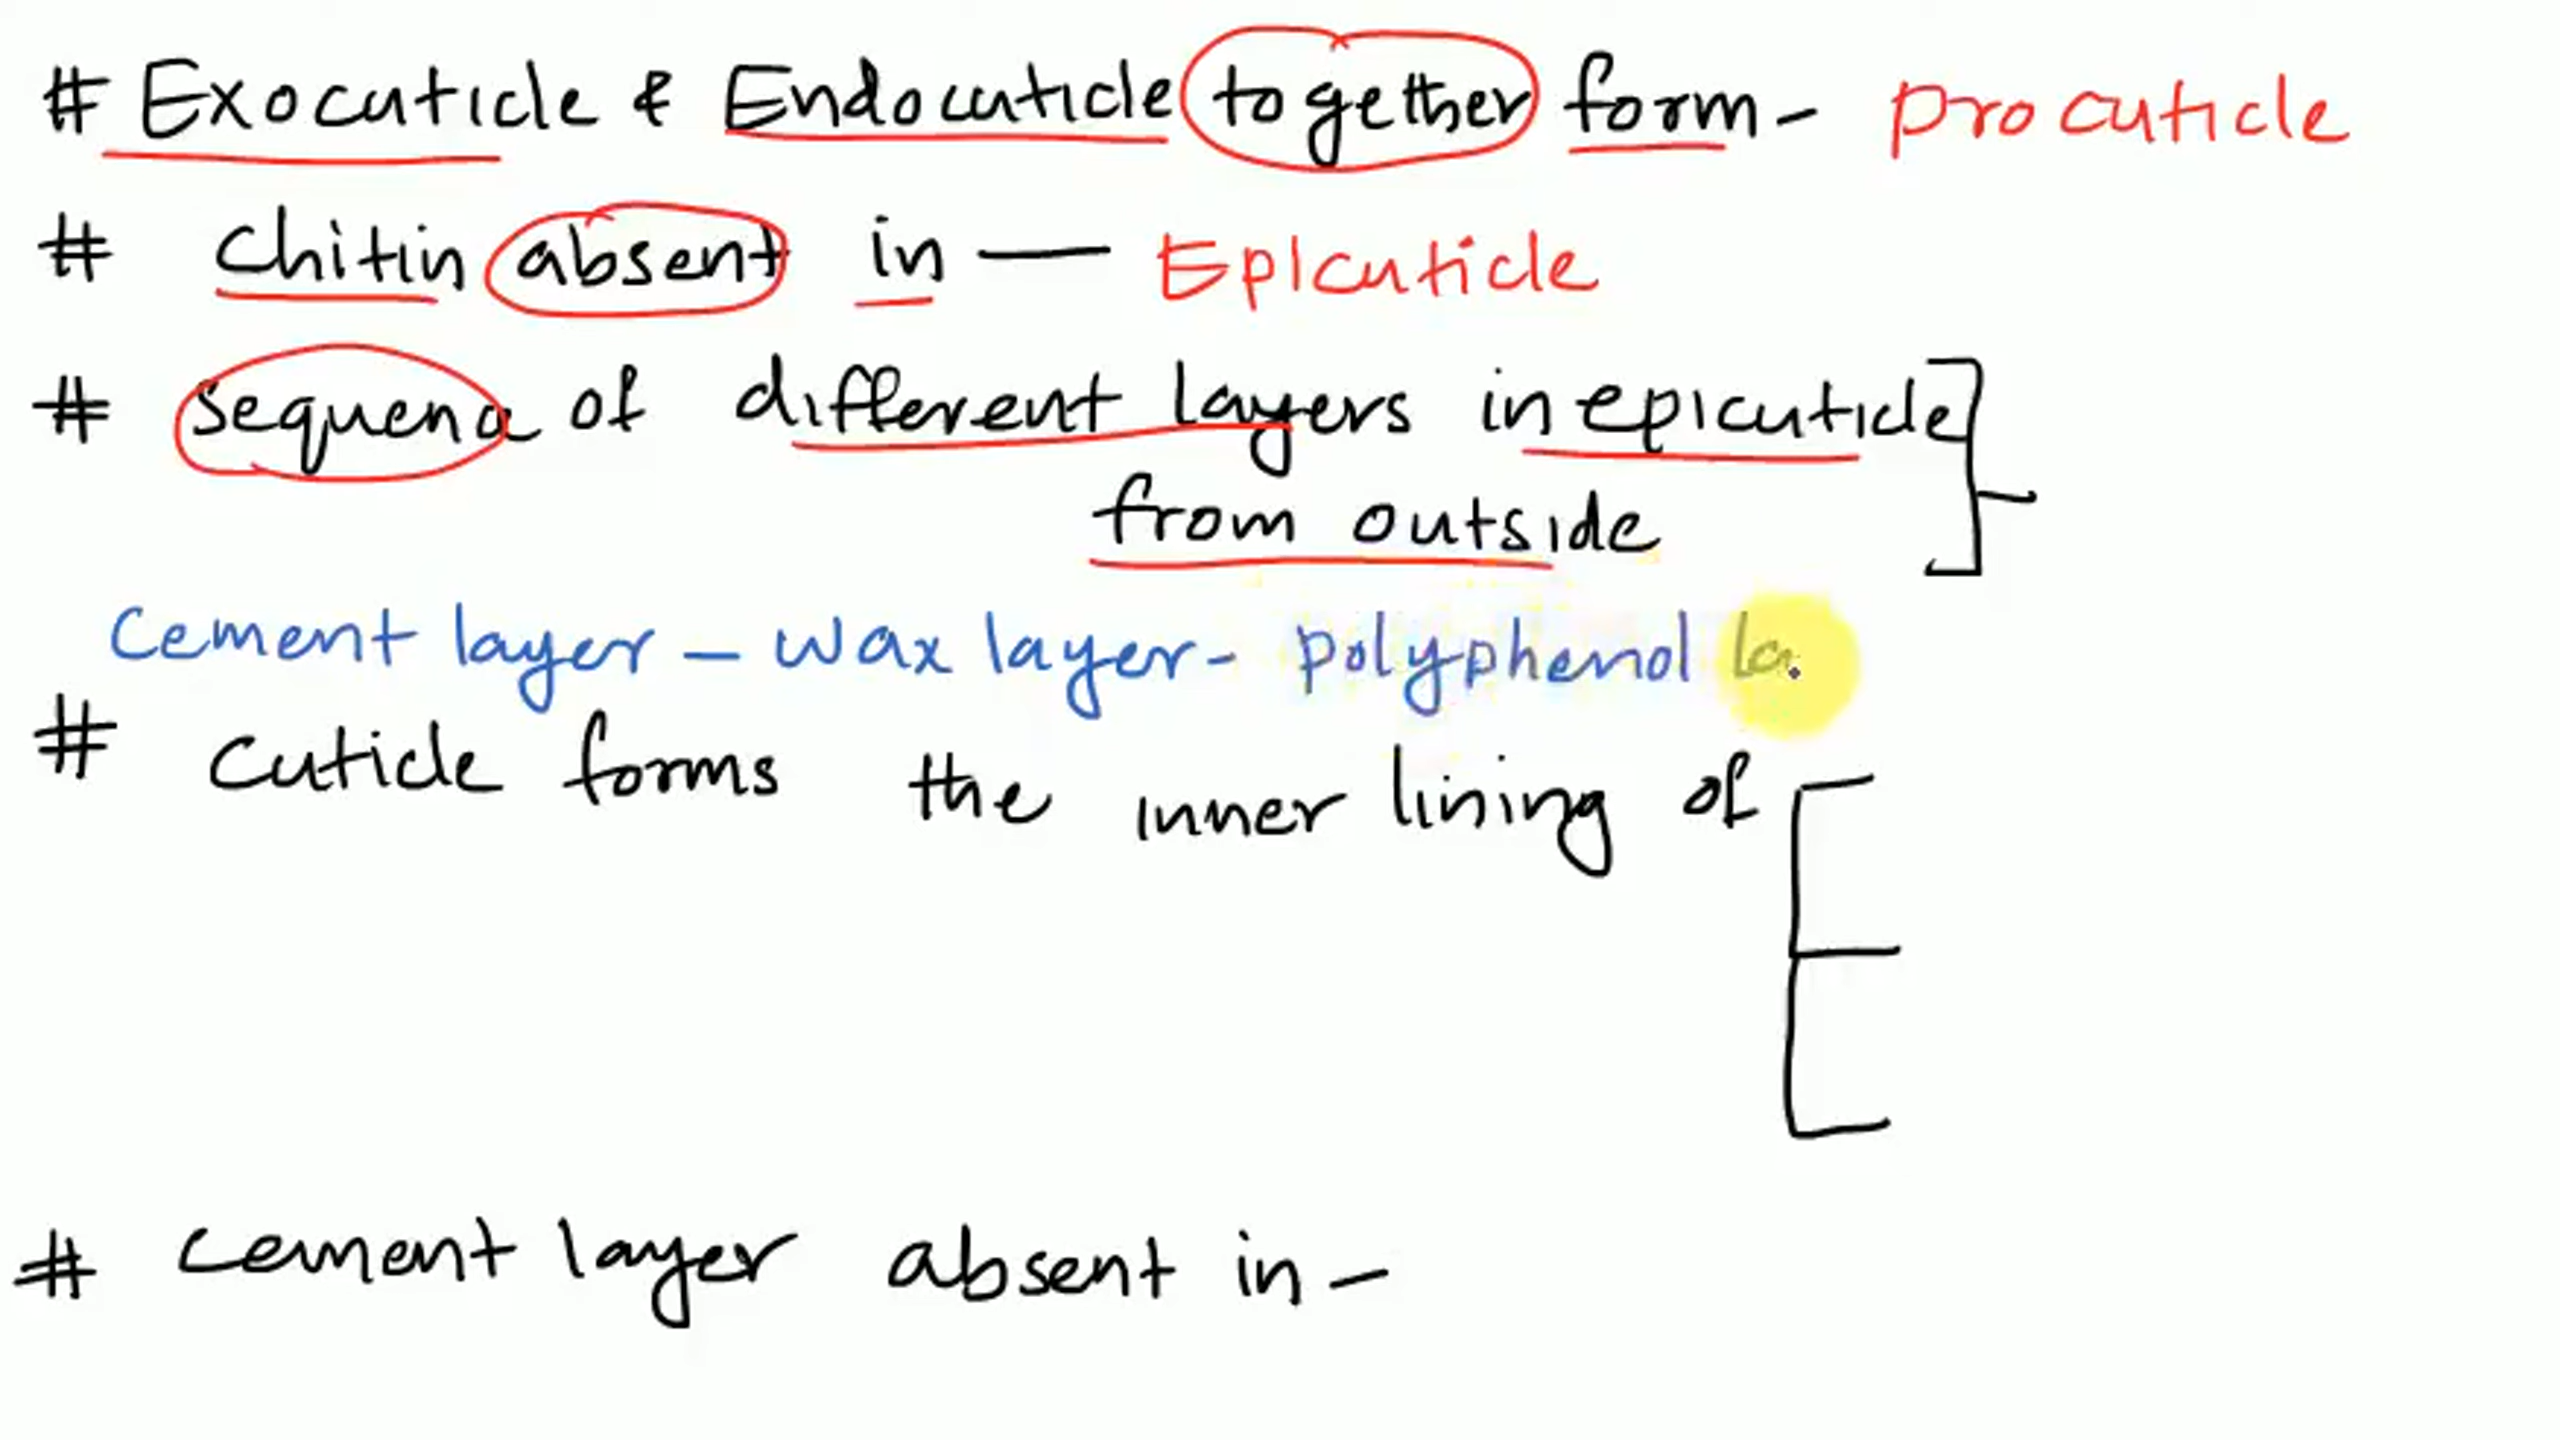 # Exocuticle & Endocuticle together form - procuticle
# chitin absent in — Epicuticle
# sequence of different layers in epicuticle
from outside
cement layer - wax layer - polyphenol la
# cuticle forms the inner lining of
# cement layer absent in -